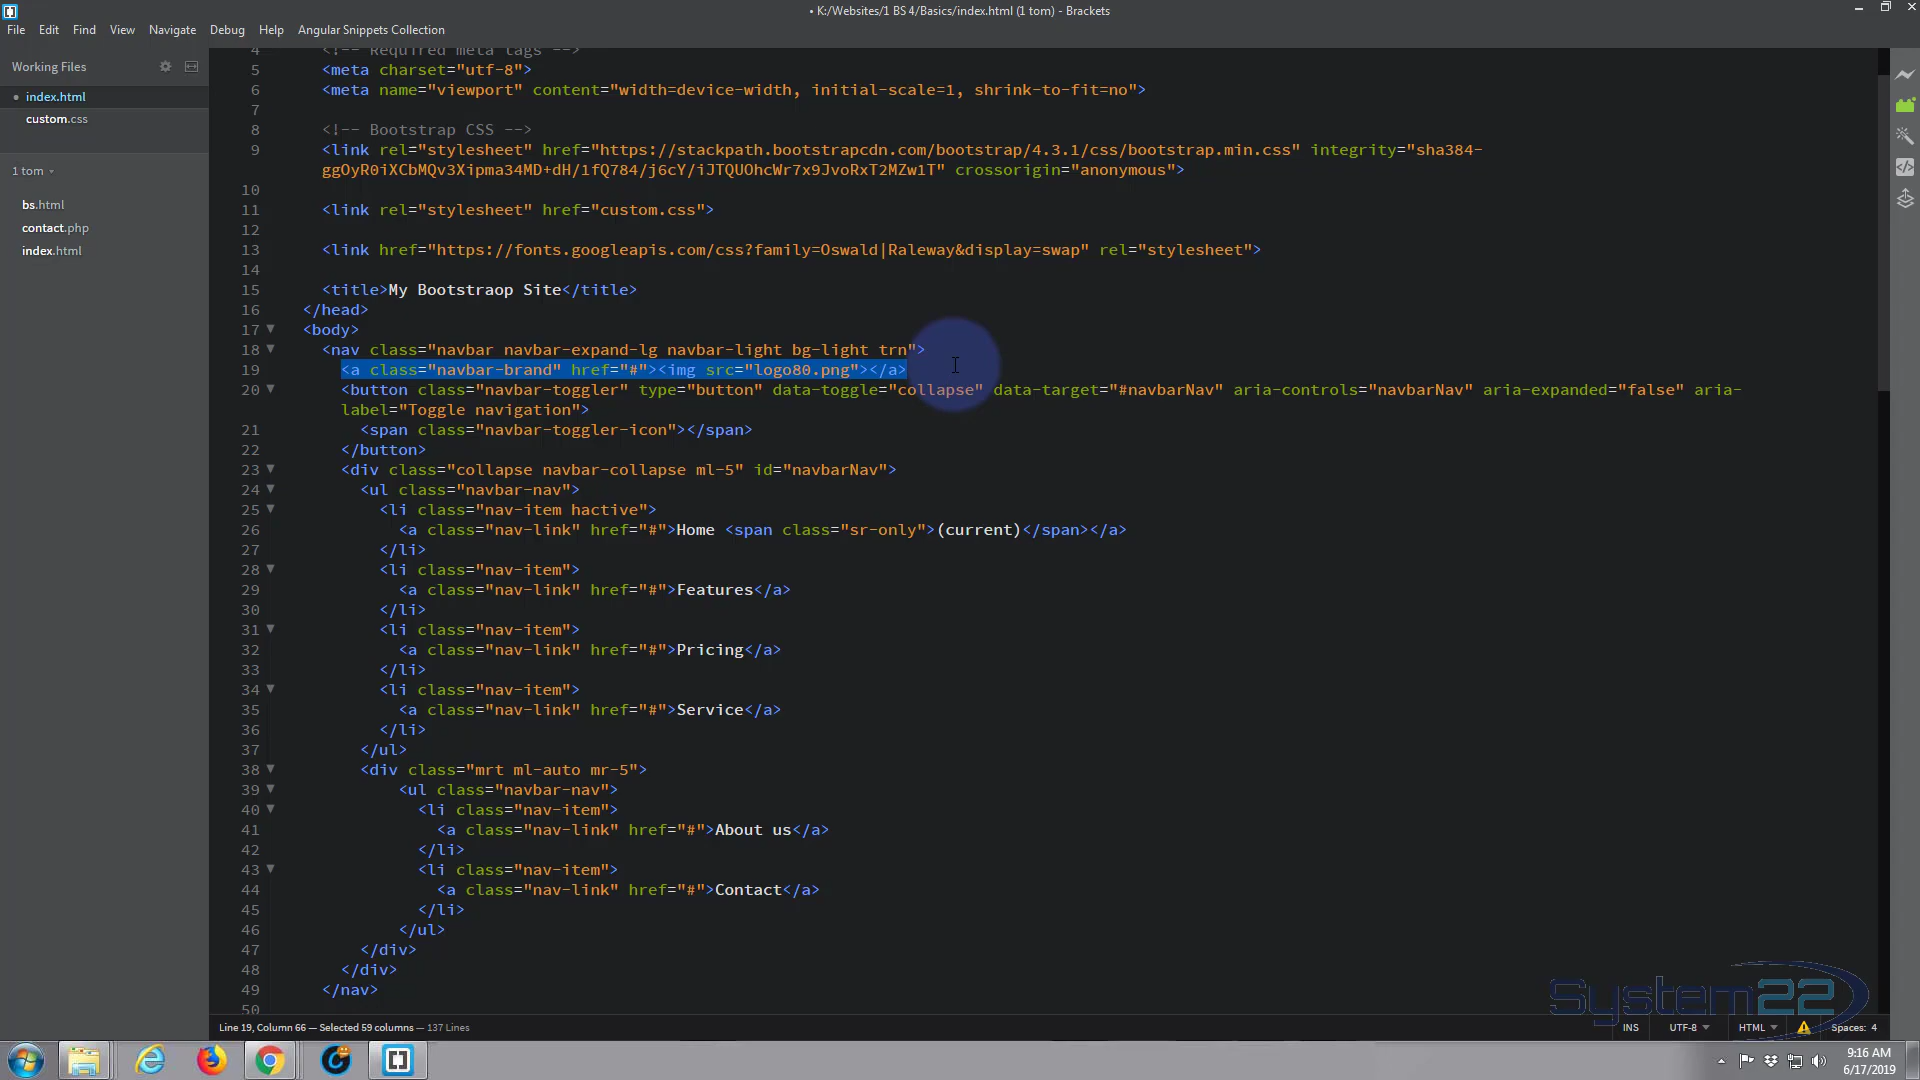 • K:/Websites/1 BS 4/Basics/index.html (1 tom) - Brackets
File Edit Find View Navigate Debug Help Angular Snippets Collection
Working Files
index.html
custom.css
1 tom
bs.html
contact.php
index.html
4 <!-- Required meta tags -->
5 <meta charset="utf-8">
6 <meta name="viewport" content="width=device-width, initial-scale=1, shrink-to-fit=no">
7
8 <!-- Bootstrap CSS -->
9 <link rel="stylesheet" href="https://stackpath.bootstrapcdn.com/bootstrap/4.3.1/css/bootstrap.min.css" integrity="sha384-
ggOyR0iXCbMQv3Xipma34MD+dH/1fQ784/j6cY/iJTQUOhcWr7x9JvoRxT2MZw1T" crossorigin="anonymous">
10
11 <link rel="stylesheet" href="custom.css">
12
13 <link href="https://fonts.googleapis.com/css?family=Oswald|Raleway&display=swap" rel="stylesheet">
14
15 <title>My Bootstraop Site</title>
16 </head>
17 <body>
18 <nav class="navbar navbar-expand-lg navbar-light bg-light trn">
19 <a class="navbar-brand" href="#"><img src="logo80.png"></a>
20 <button class="navbar-toggler" type="button" data-toggle="collapse" data-target="#navbarNav" aria-controls="navbarNav" aria-expanded="false" aria-
label="Toggle navigation">
21 <span class="navbar-toggler-icon"></span>
22 </button>
23 <div class="collapse navbar-collapse ml-5" id="navbarNav">
24 <ul class="navbar-nav">
25 <li class="nav-item hactive">
26 <a class="nav-link" href="#">Home <span class="sr-only">(current)</span></a>
27 </li>
28 <li class="nav-item">
29 <a class="nav-link" href="#">Features</a>
30 </li>
31 <li class="nav-item">
32 <a class="nav-link" href="#">Pricing</a>
33 </li>
34 <li class="nav-item">
35 <a class="nav-link" href="#">Service</a>
36 </li>
37 </ul>
38 <div class="mrt ml-auto mr-5">
39 <ul class="navbar-nav">
40 <li class="nav-item">
41 <a class="nav-link" href="#">About us</a>
42 </li>
43 <li class="nav-item">
44 <a class="nav-link" href="#">Contact</a>
45 </li>
46 </ul>
47 </div>
48 </div>
49 </nav>
50
System22
Line 19, Column 66 — Selected 59 columns — 137 Lines
INS UTF-8 HTML Spaces: 4
9:16 AM
6/17/2019